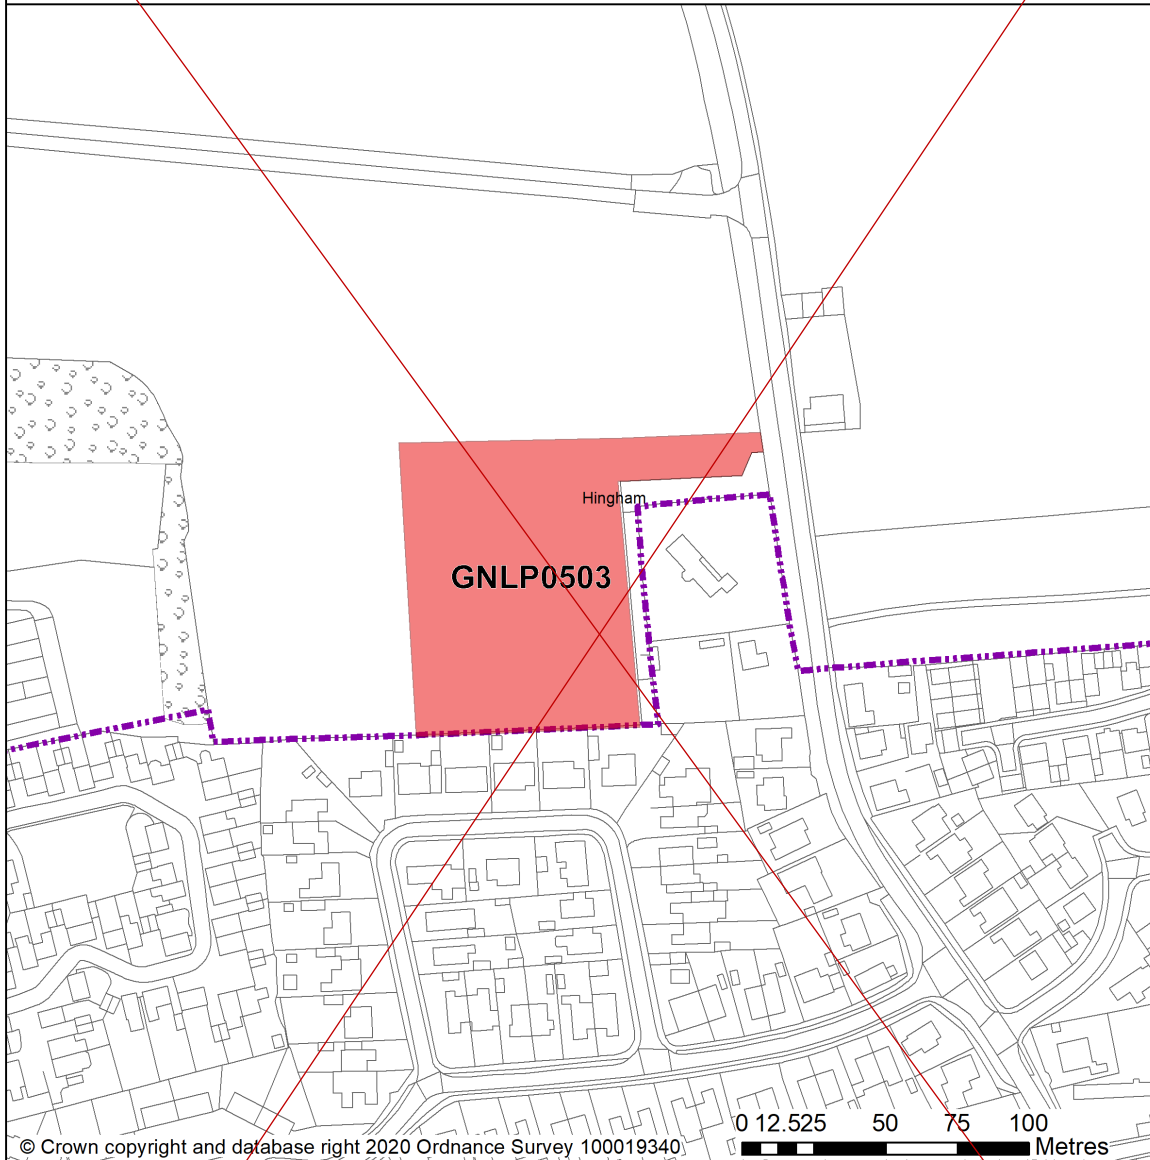 Hingham
GNLP0503
0 12.525 50 75 100
Metres
© Crown copyright and database right 2020 Ordnance Survey 100019340